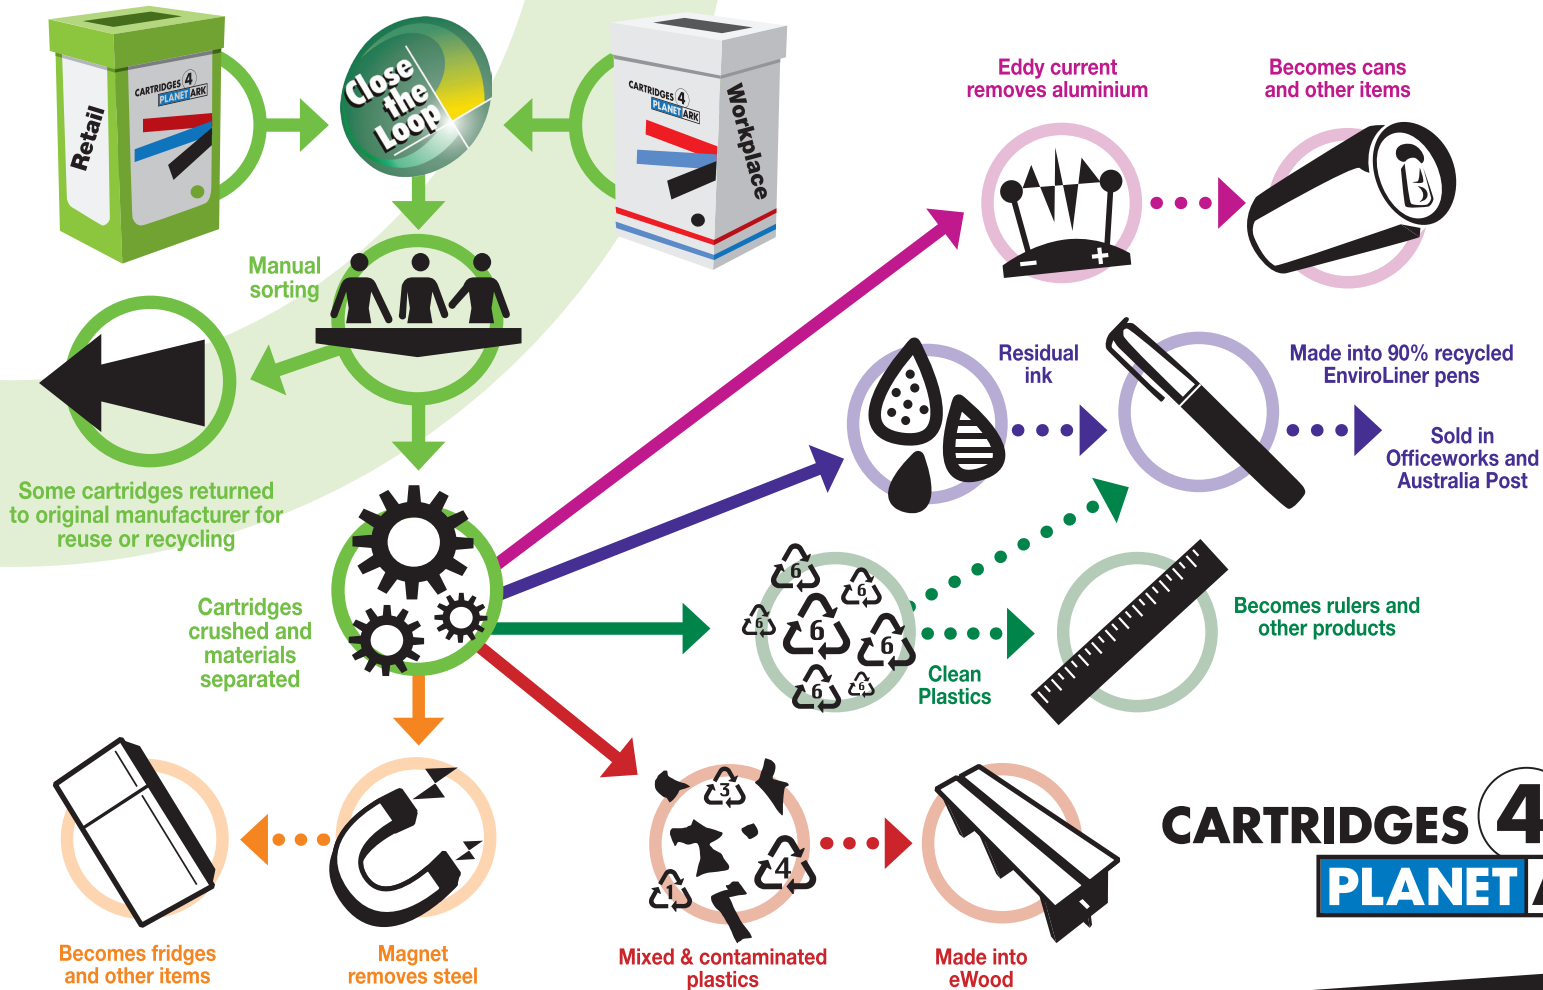 Retail
CARTRIDGES 4
PLANET ARK
Close
the
Loop
CARTRIDGES 4
PLANET ARK
Workplace
Manual
sorting
Some cartridges returned
to original manufacturer for
reuse or recycling
Cartridges
crushed and
materials
separated
Eddy current
removes aluminium
Becomes cans
and other items
− +
Residual
ink
Made into 90% recycled
EnviroLiner pens
Sold in
Officeworks and
Australia Post
6
6
6
6
6
6
6
Clean
Plastics
Becomes rulers and
other products
Becomes fridges
and other items
Magnet
removes steel
3
4
1
Mixed & contaminated
plastics
Made into
eWood
CARTRIDGES 4
PLANET A